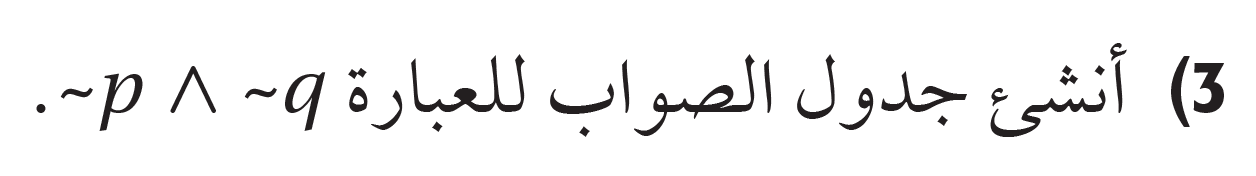 3) أنشئ جدول الصواب للعبارة ~p ∧ ~q.